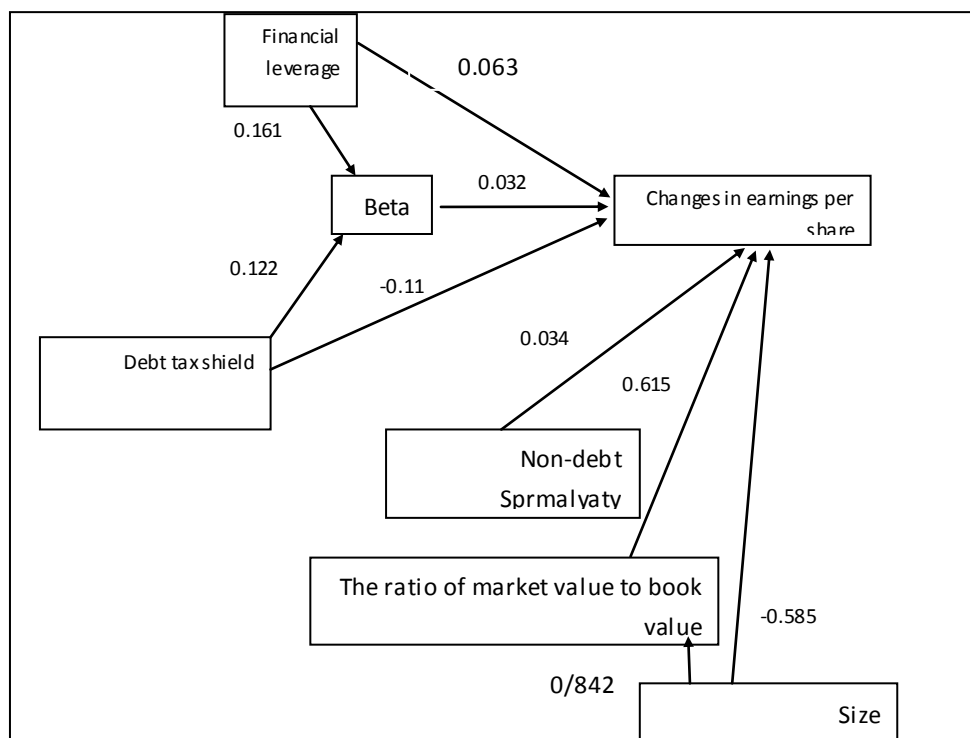 Financial
leverage
0.063
0.161
Beta
0.032
Changes in earnings per
share
0.122
-0.11
Debt tax shield
0.034
0.615
Non-debt
Sprmalyaty
The ratio of market value to book
value
-0.585
0/842
Size